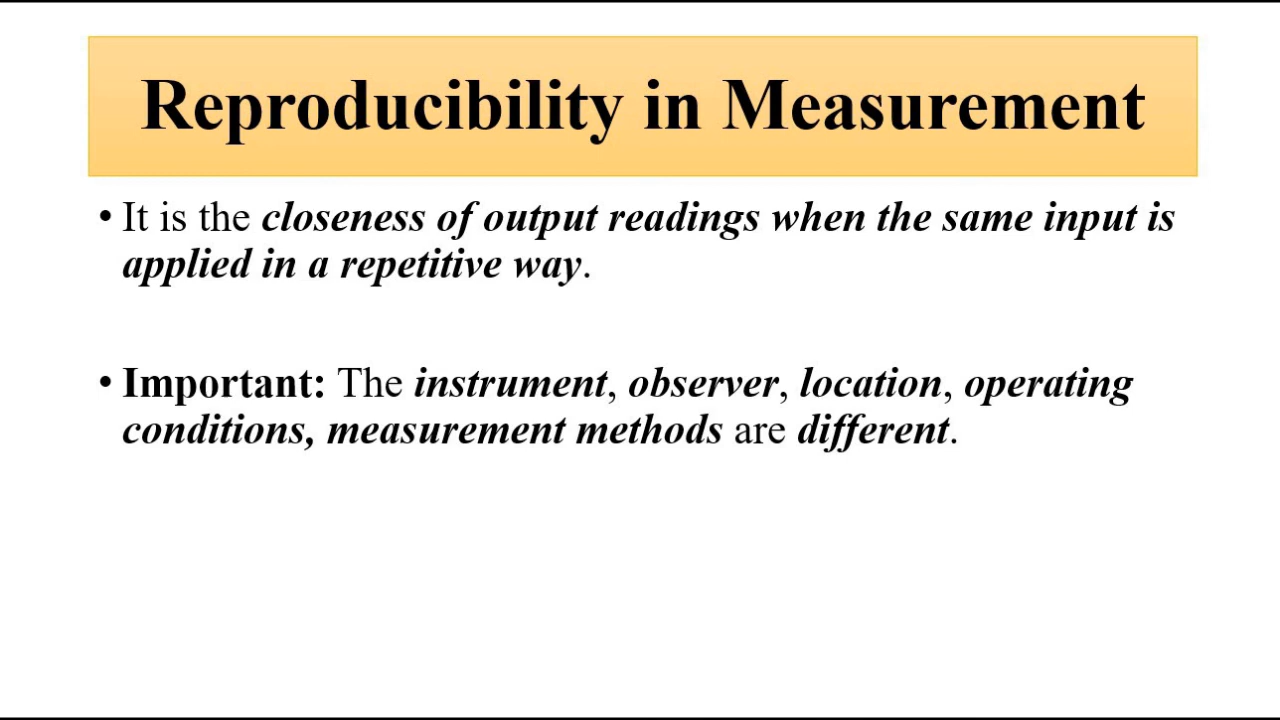 Reproducibility in Measurement
• It is the closeness of output readings when the same input is
applied in a repetitive way.
• Important: The instrument, observer, location, operating
conditions, measurement methods are different.